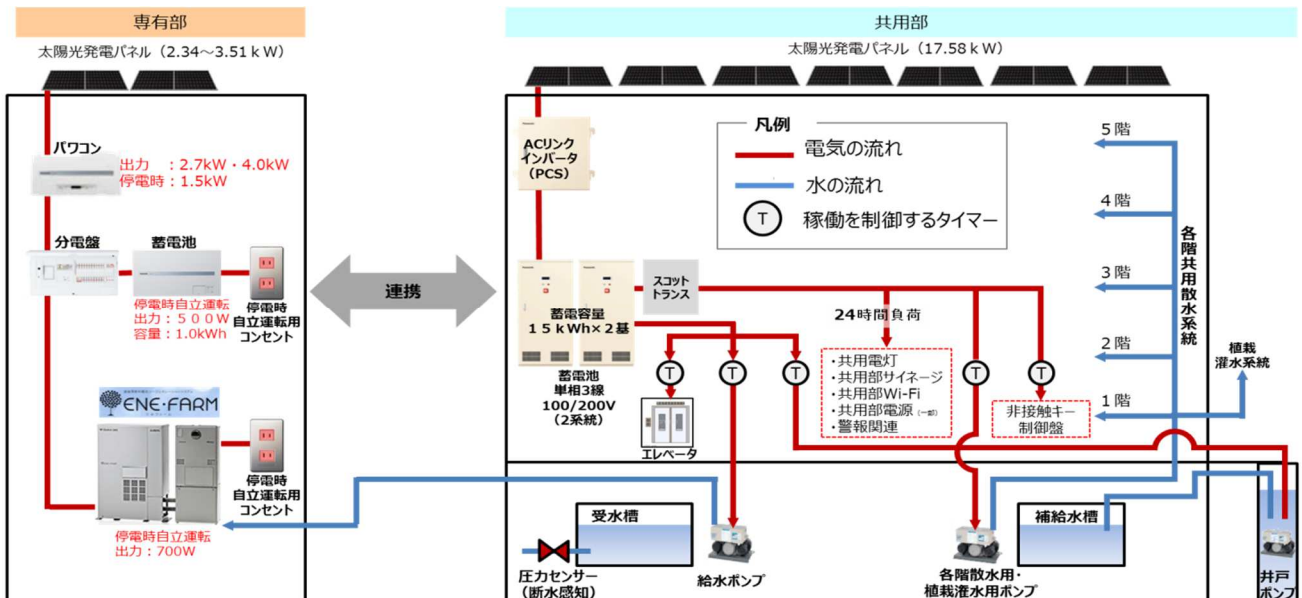 専有部
太陽光発電パネル（2.34～3.51ｋW）
パワコン
出力　：2.7kW・4.0kW
停電時：1.5kW
分電盤
蓄電池
停電時自立運転
出力：５００Ｗ
容量：1.0kWh
停電時
自立運転用
コンセント
ENE・FARM
停電時
自立運転用
コンセント
停電時自立運転
出力：700W
連携
共用部
太陽光発電パネル（17.58ｋW）
ACリンク
インバータ
（PCS）
凡例
電気の流れ
水の流れ
T
稼働を制御するタイマー
蓄電容量
１５ｋWh×２基
スコット
トランス
蓄電池
単相3線
100/200V
（2系統）
24時間負荷
T
T
T
T
T
エレベータ
・共用電灯
・共用部サイネージ
・共用部Wi-Fi
・共用部電源（一部）
・警報関連
非接触キー
制御盤
５階
４階
３階
２階
１階
各階共用散水系統
植栽
灌水系統
受水槽
圧力センサー
（断水感知）
給水ポンプ
各階散水用・
植栽灌水用ポンプ
補給水槽
井戸
ポンプ